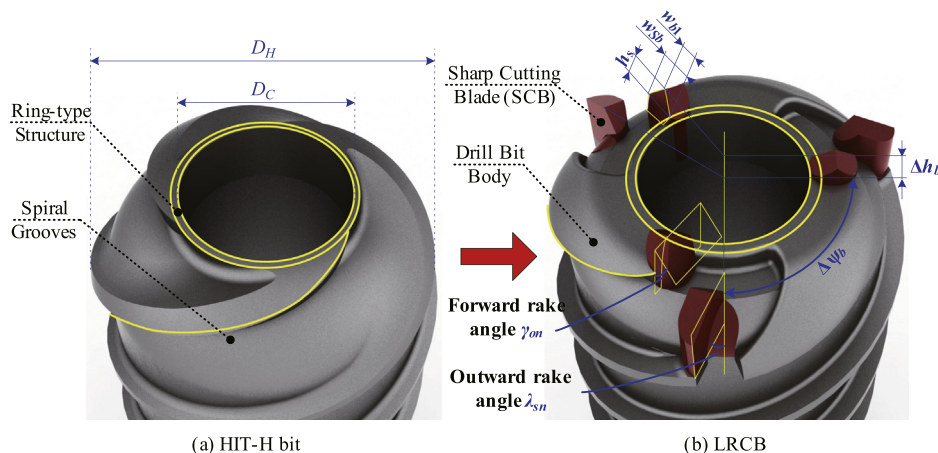 D_H
D_C
Ring-type
Structure
Spiral
Grooves
(a) HIT-H bit
h_s
w_Sb
w_b1
Sharp Cutting
Blade (SCB)
Drill Bit
Body
Δh_l
Δψ_b
Forward rake
angle γ_on
Outward rake
angle λ_sn
(b) LRCB